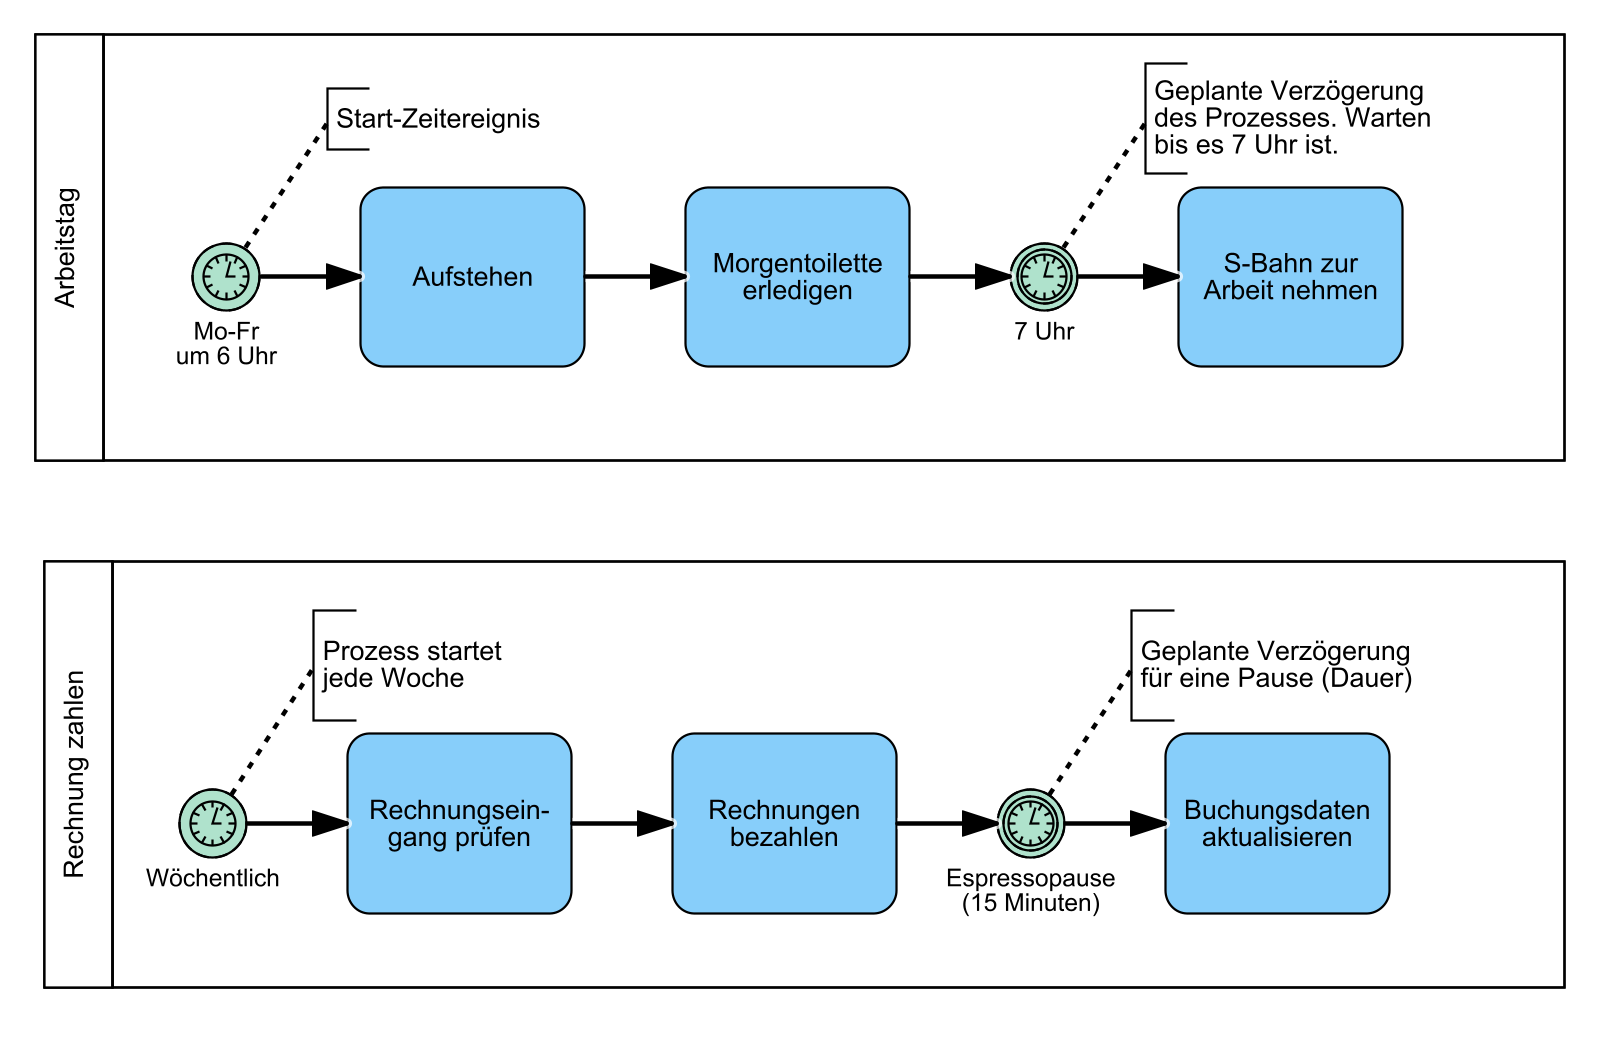 Arbeitstag
Start-Zeitereignis
Geplante Verzögerung
des Prozesses. Warten
bis es 7 Uhr ist.
Mo-Fr
um 6 Uhr
Aufstehen
Morgentoilette
erledigen
7 Uhr
S-Bahn zur
Arbeit nehmen
Rechnung zahlen
Prozess startet
jede Woche
Geplante Verzögerung
für eine Pause (Dauer)
Wöchentlich
Rechnungsein-
gang prüfen
Rechnungen
bezahlen
Espressopause
(15 Minuten)
Buchungsdaten
aktualisieren